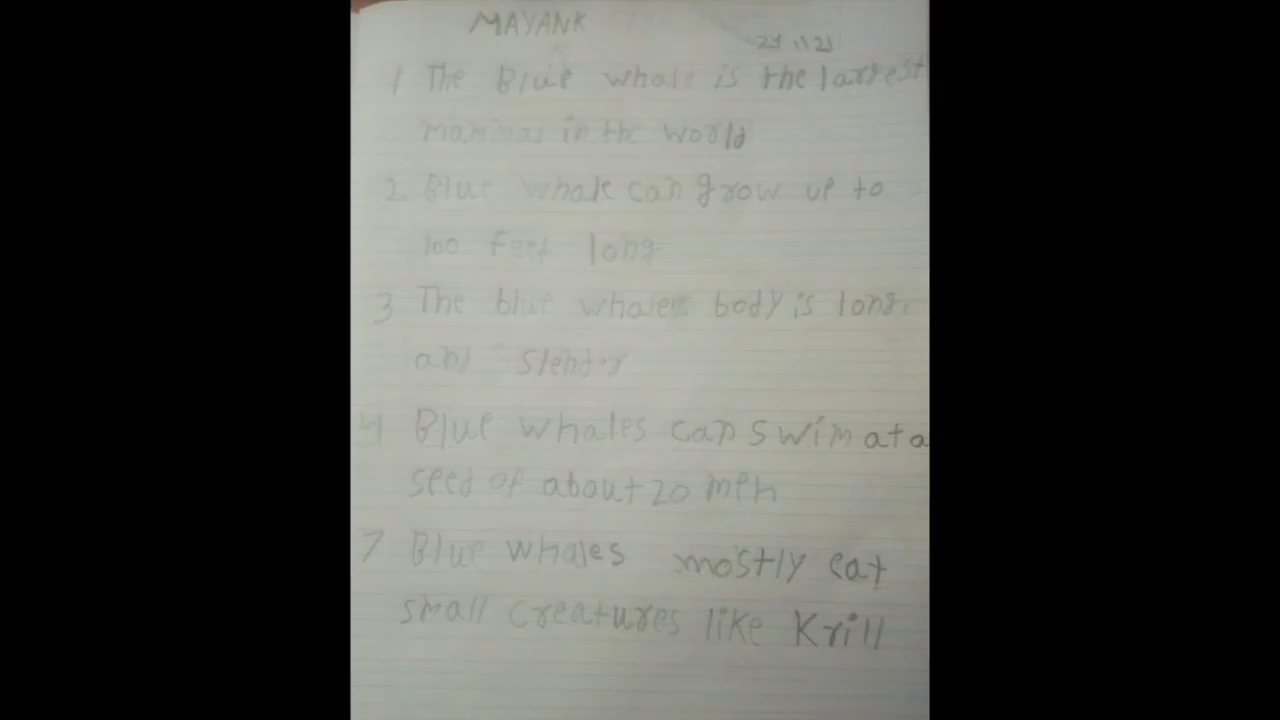 MAYANK
1 The Blue whale is the largest
mammal in the world
2 Blue whale can grow up to
100 feet long
3 The blue whales body is long
and slender
4 Blue whales can swim at a
seed of about 20 mph
7 Blue whales mostly eat
small creatures like Krill